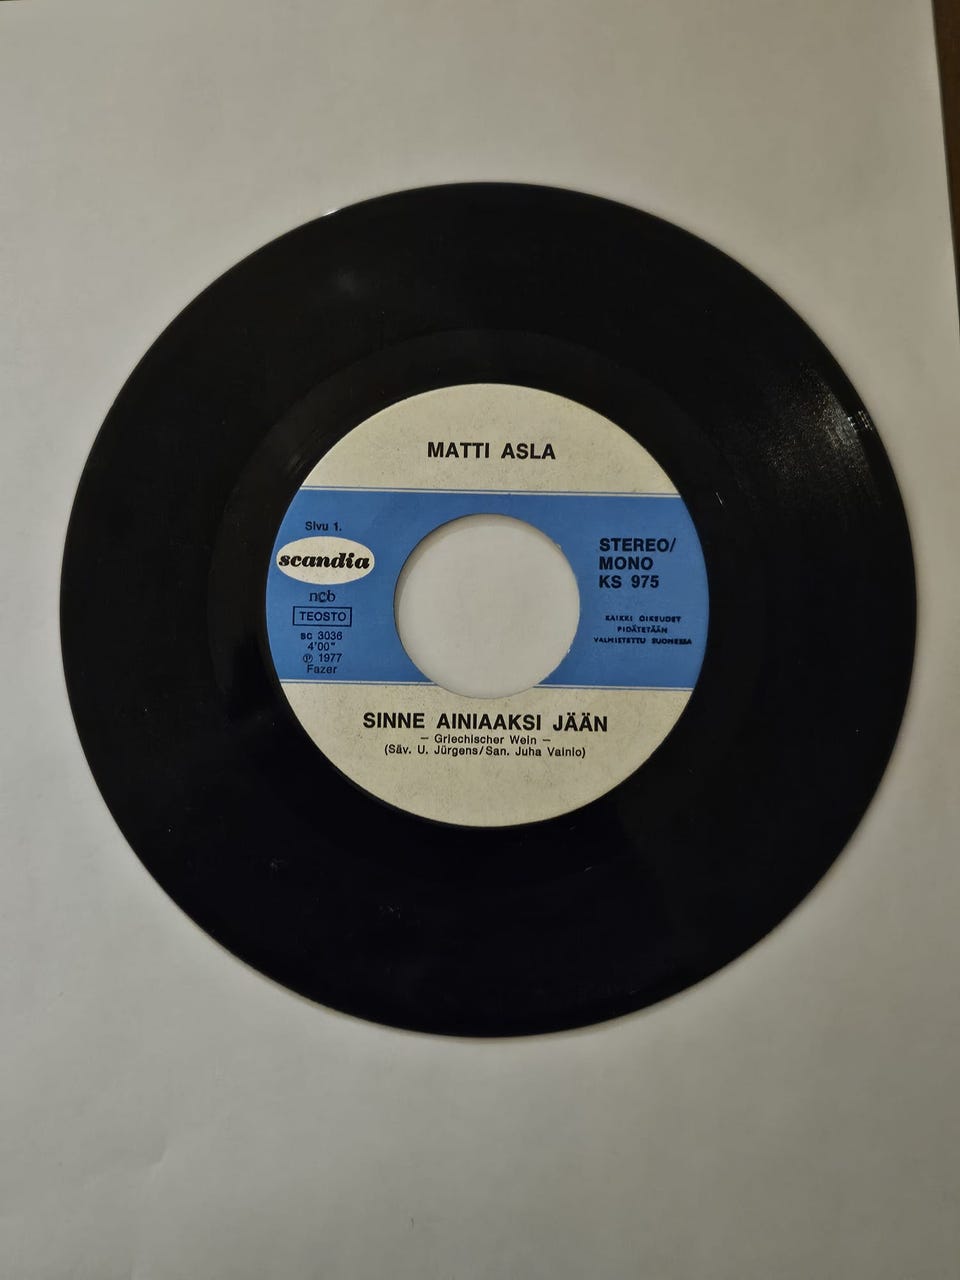 MATTI ASLA
Sivu 1.
scandia
ncb
TEOSTO
sc 3036
4'00"
℗ 1977
Fazer
STEREO/
MONO
KS 975
KAIKKI OIKEUDET
PIDÄTETÄÄN
VALMISTETTU SUOMESSA
SINNE AINIAAKSI JÄÄN
— Griechischer Wein —
(Säv. U. Jürgens/San. Juha Vainio)